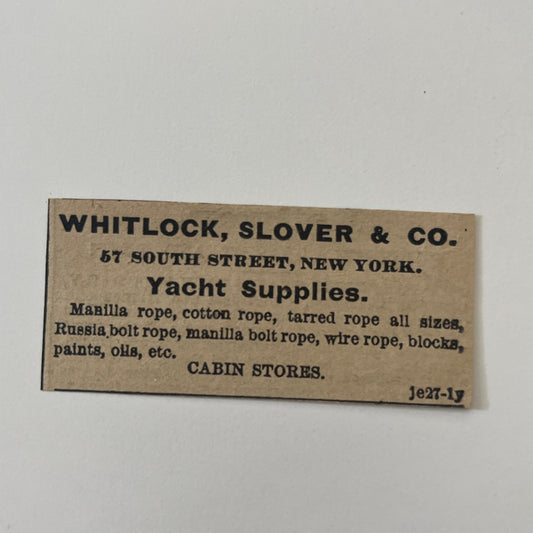 WHITLOCK, SLOVER & CO.
57 SOUTH STREET, NEW YORK.
Yacht Supplies.
Manilla rope, cotton rope, tarred rope all sizes,
Russia bolt rope, manilla bolt rope, wire rope, blocks,
paints, oils, etc.
CABIN STORES.
je27-1y